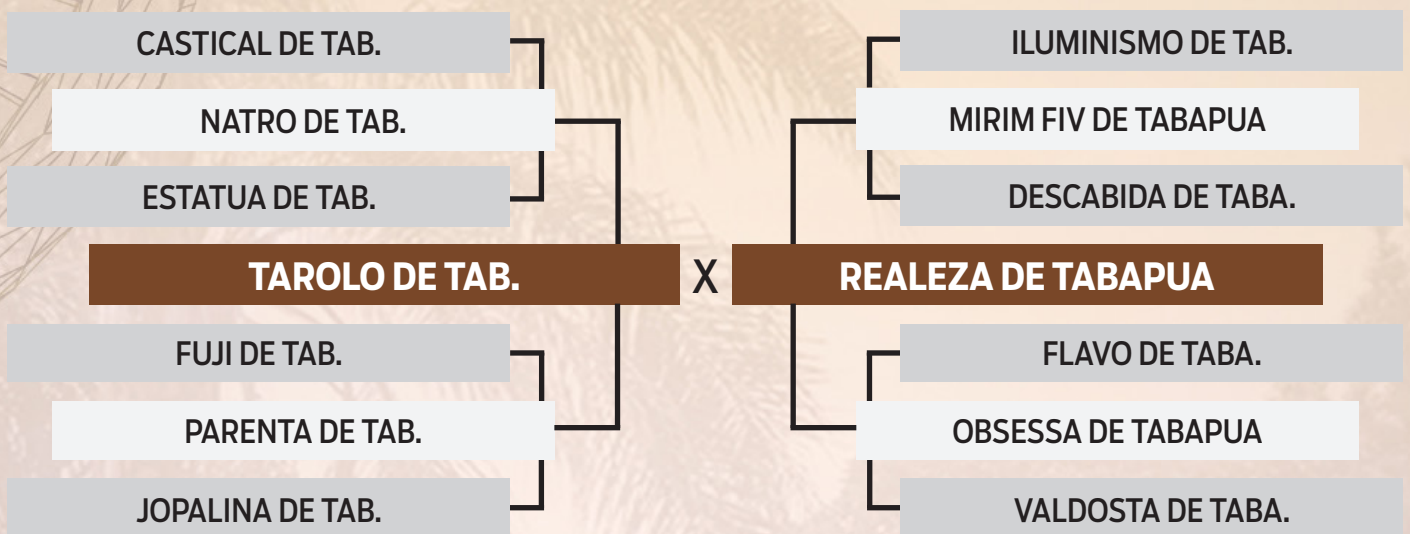 CASTICAL DE TAB.
NATRO DE TAB.
ESTATUA DE TAB.
TAROLO DE TAB.
FUJI DE TAB.
PARENTA DE TAB.
JOPALINA DE TAB.
X
ILUMINISMO DE TAB.
MIRIM FIV DE TABAPUA
DESCABIDA DE TABA.
REALEZA DE TABAPUA
FLAVO DE TABA.
OBSESSA DE TABAPUA
VALDOSTA DE TABA.